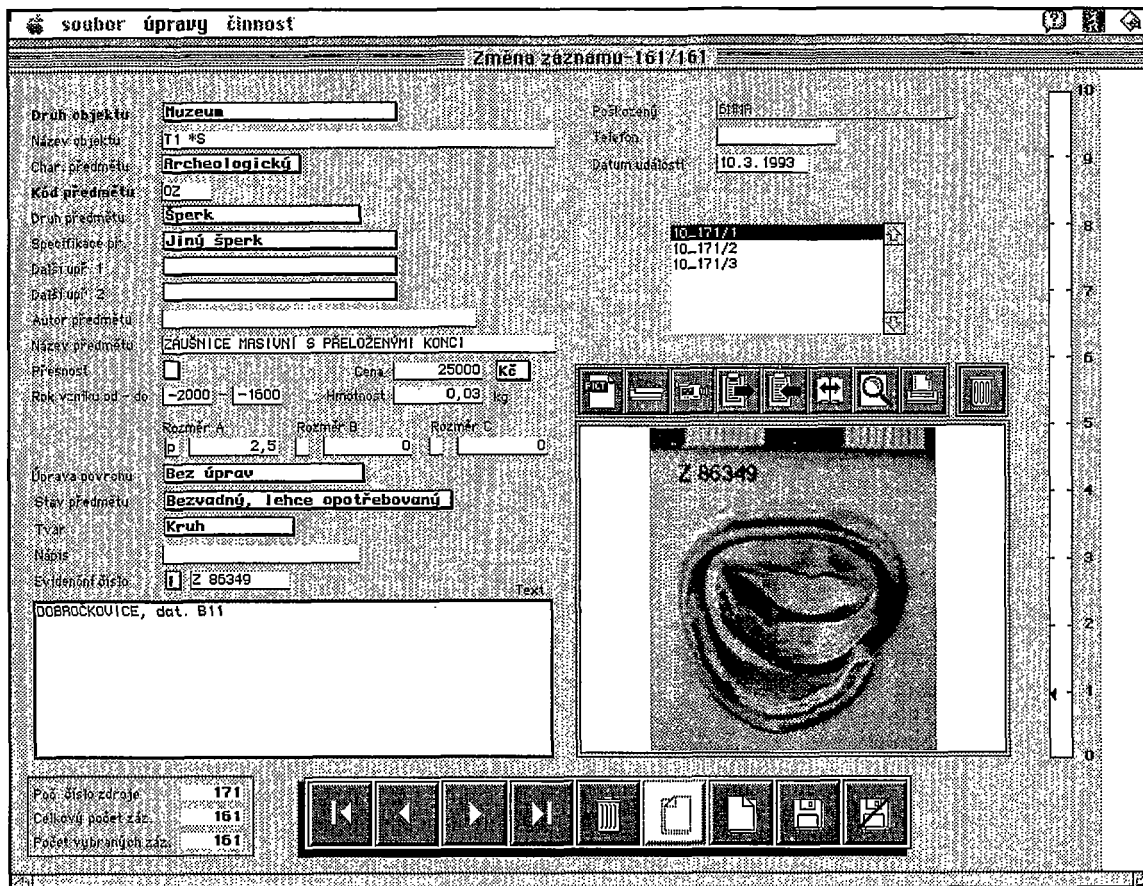 soubor úpravy činnost
Změna záznamu-161/161
Druh objektu Muzeum
Název objektu T1 *S
Char. předmětu Archeologický
Kód předmětu OZ
Druh předmětu Šperk
Specifikace př. Jiný šperk
Další upř. 1
Další upř. 2
Autor předmětu
Název předmětu ZÁUŠNICE MASIVNÍ S PŘELOŽENÝMI KONCI
Přesnost Cena 25000 Kč
Rok vzniku od - do -2000 - -1600 Hmotnost 0,03 kg
Rozměr A Rozměr B Rozměr C
p 2,5 0 0
Úprava povrchu Bez úprav
Stav předmětu Bezvadný, lehce opotřebovaný
Tvar Kruh
Nápis
Evidenční číslo i Z 86349
Text
DOBROČKOVICE, dat. B11
Poč. číslo zdroje 171
Celkový počet záz. 161
Počet vybraných záz. 161
Poškozený
Telefon
Datum události 10.3.1993
10_171/1
10_171/2
10_171/3
PICT
Z 86349
10
9
8
7
6
5
4
3
2
1
0